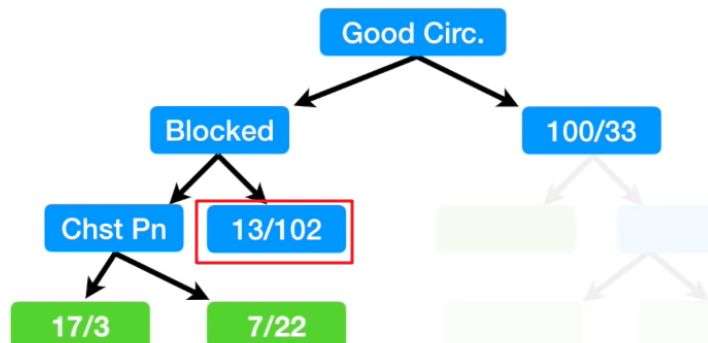 Good Circ.
Blocked
100/33
Chst Pn
13/102
17/3
7/22